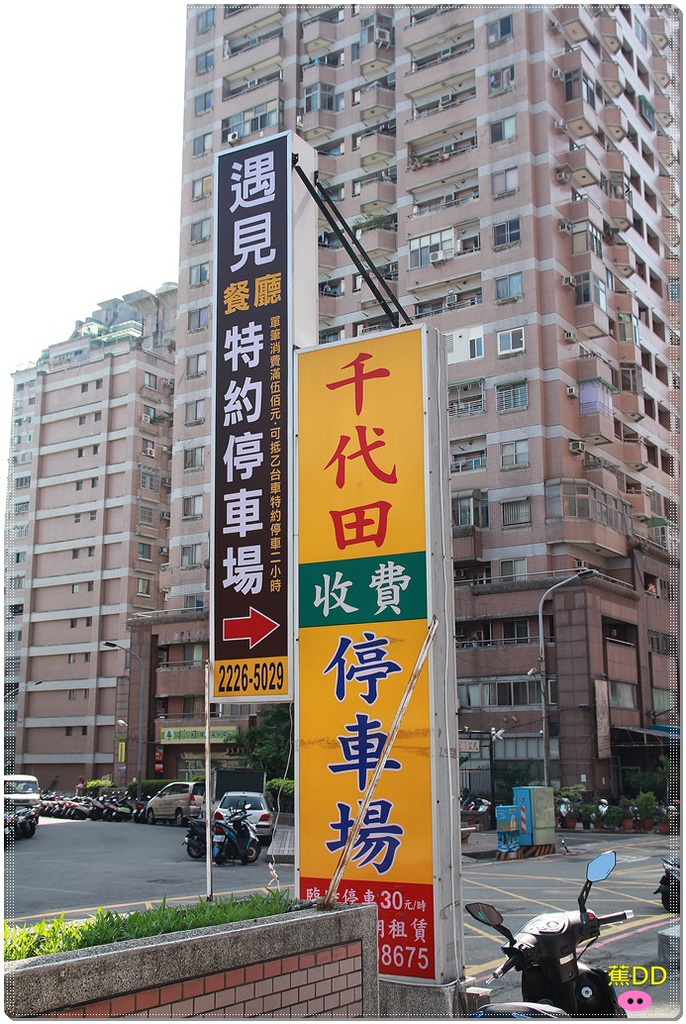 遇見
餐廳
特約停車場
單筆消費滿伍佰元·可抵乙台車特約停車二小時
2226-5029
千代田
收費
停車場
臨時停車30元/時
租賃
8675
蕉DD